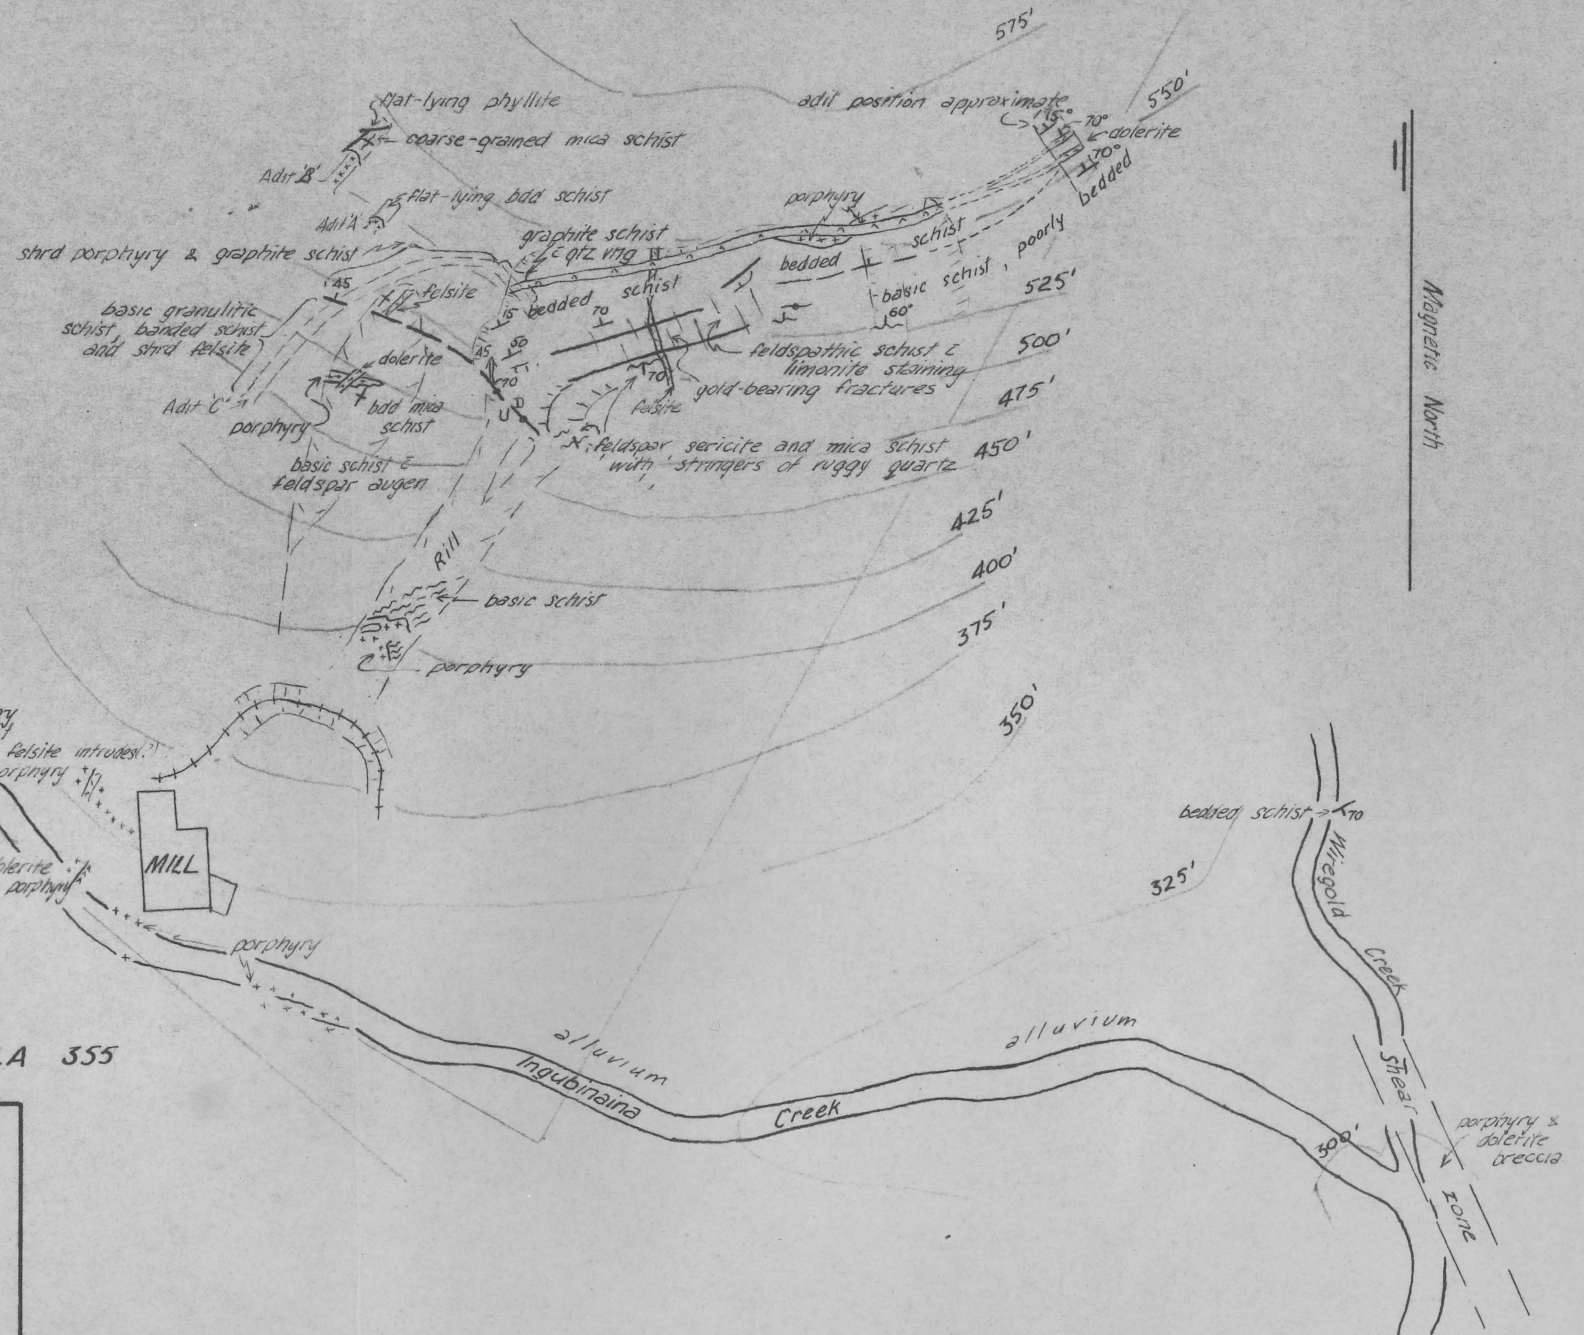 575'
550'
flat-lying phyllite
coarse-grained mica schist
Adit 'B'
flat-lying bdd schist
Adit 'A'
adit position approximate
75°
70°
dolerite
70°
bedded
porphyry
shrd porphyry & graphite schist
graphite schist
c̄ qtz vng
bedded schist
bedded schist
basic schist, poorly
45
felsite
15
70
50
60°
525'
basic granulitic
schist, banded schist
and shrd felsite
dolerite
45
70
70
feldspathic schist c̄
limonite staining
500'
gold-bearing fractures
475'
Adit 'C'
porphyry
bdd mica
schist
felsite
feldspar sericite and mica schist
with stringers of vuggy quartz
450'
basic schist c̄
feldspar augen
425'
Rill
400'
basic schist
375'
porphyry
350'
Magnetic North
felsite intrudes(?)
porphyry
MILL
bedded schist
70
Wiregold
Creek
325'
porphyry
porphyry
alluvium
alluvium
355
Ingubinaina
Creek
Shear
zone
300'
porphyry &
dolerite
breccia